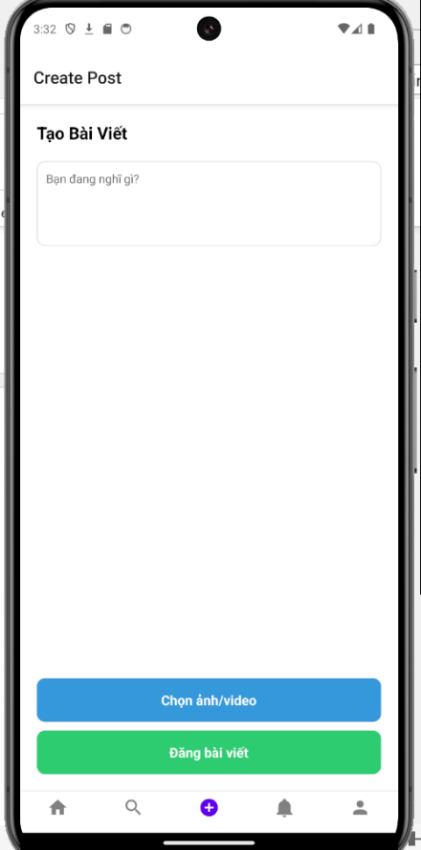 3:32
Create Post
Tạo Bài Viết
Bạn đang nghĩ gì?
Chọn ảnh/video
Đăng bài viết